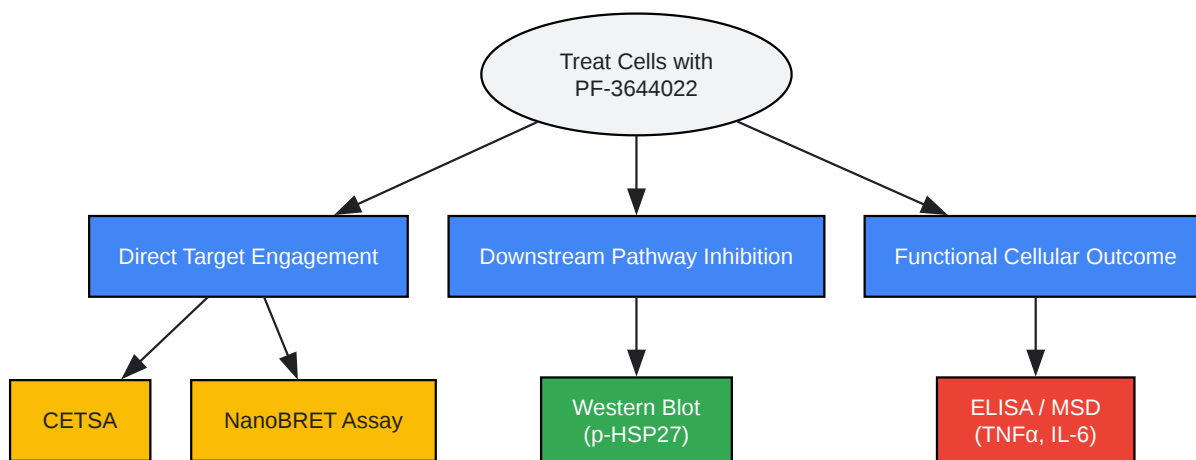 Treat Cells with
PF-3644022
Direct Target Engagement
Downstream Pathway Inhibition
Functional Cellular Outcome
CETSA
NanoBRET Assay
Western Blot
(p-HSP27)
ELISA / MSD
(TNFα, IL-6)